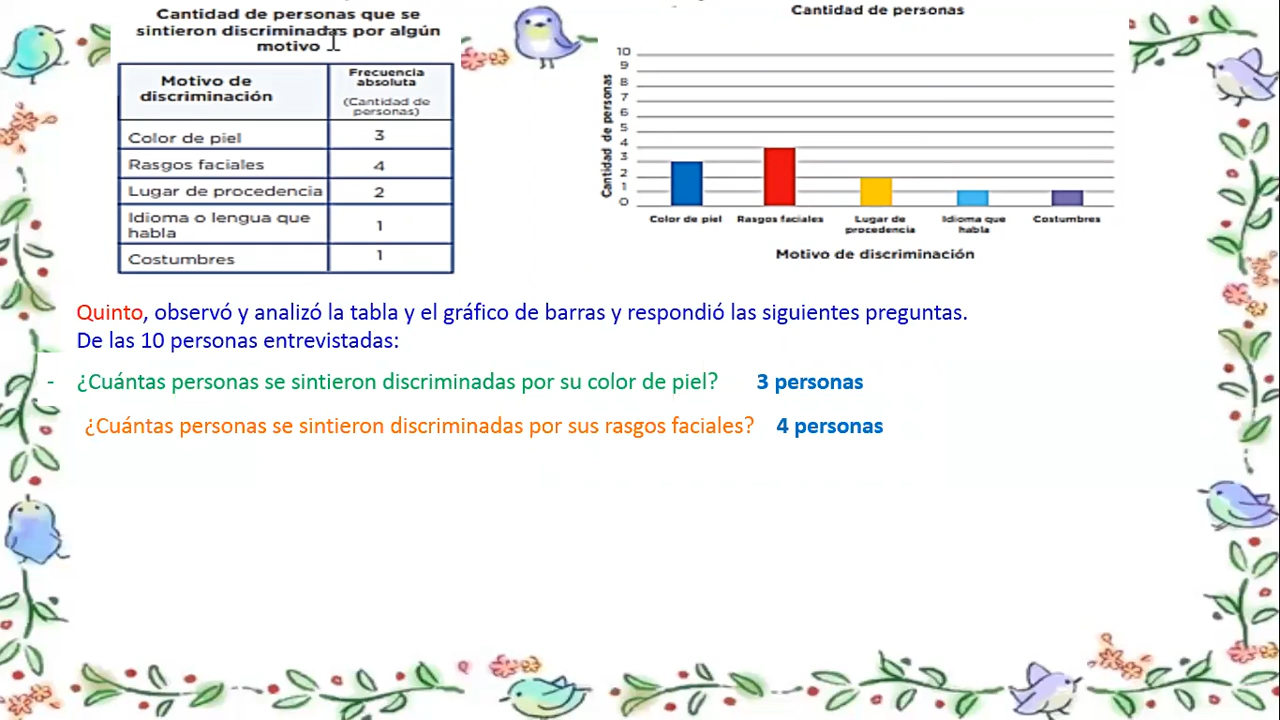 Cantidad de personas que se
sintieron discriminadas por algún
motivo
Motivo de
discriminación
Frecuencia
absoluta
(Cantidad de
personas)
Color de piel
3
Rasgos faciales
4
Lugar de procedencia
2
Idioma o lengua que
habla
1
Costumbres
1
Cantidad de personas
Cantidad de personas
10
9
8
7
6
5
4
3
2
1
0
Color de piel
Rasgos faciales
Lugar de
procedencia
Idioma que
habla
Costumbres
Motivo de discriminación
Quinto, observó y analizó la tabla y el gráfico de barras y respondió las siguientes preguntas.
De las 10 personas entrevistadas:
- ¿Cuántas personas se sintieron discriminadas por su color de piel? 3 personas
¿Cuántas personas se sintieron discriminadas por sus rasgos faciales? 4 personas